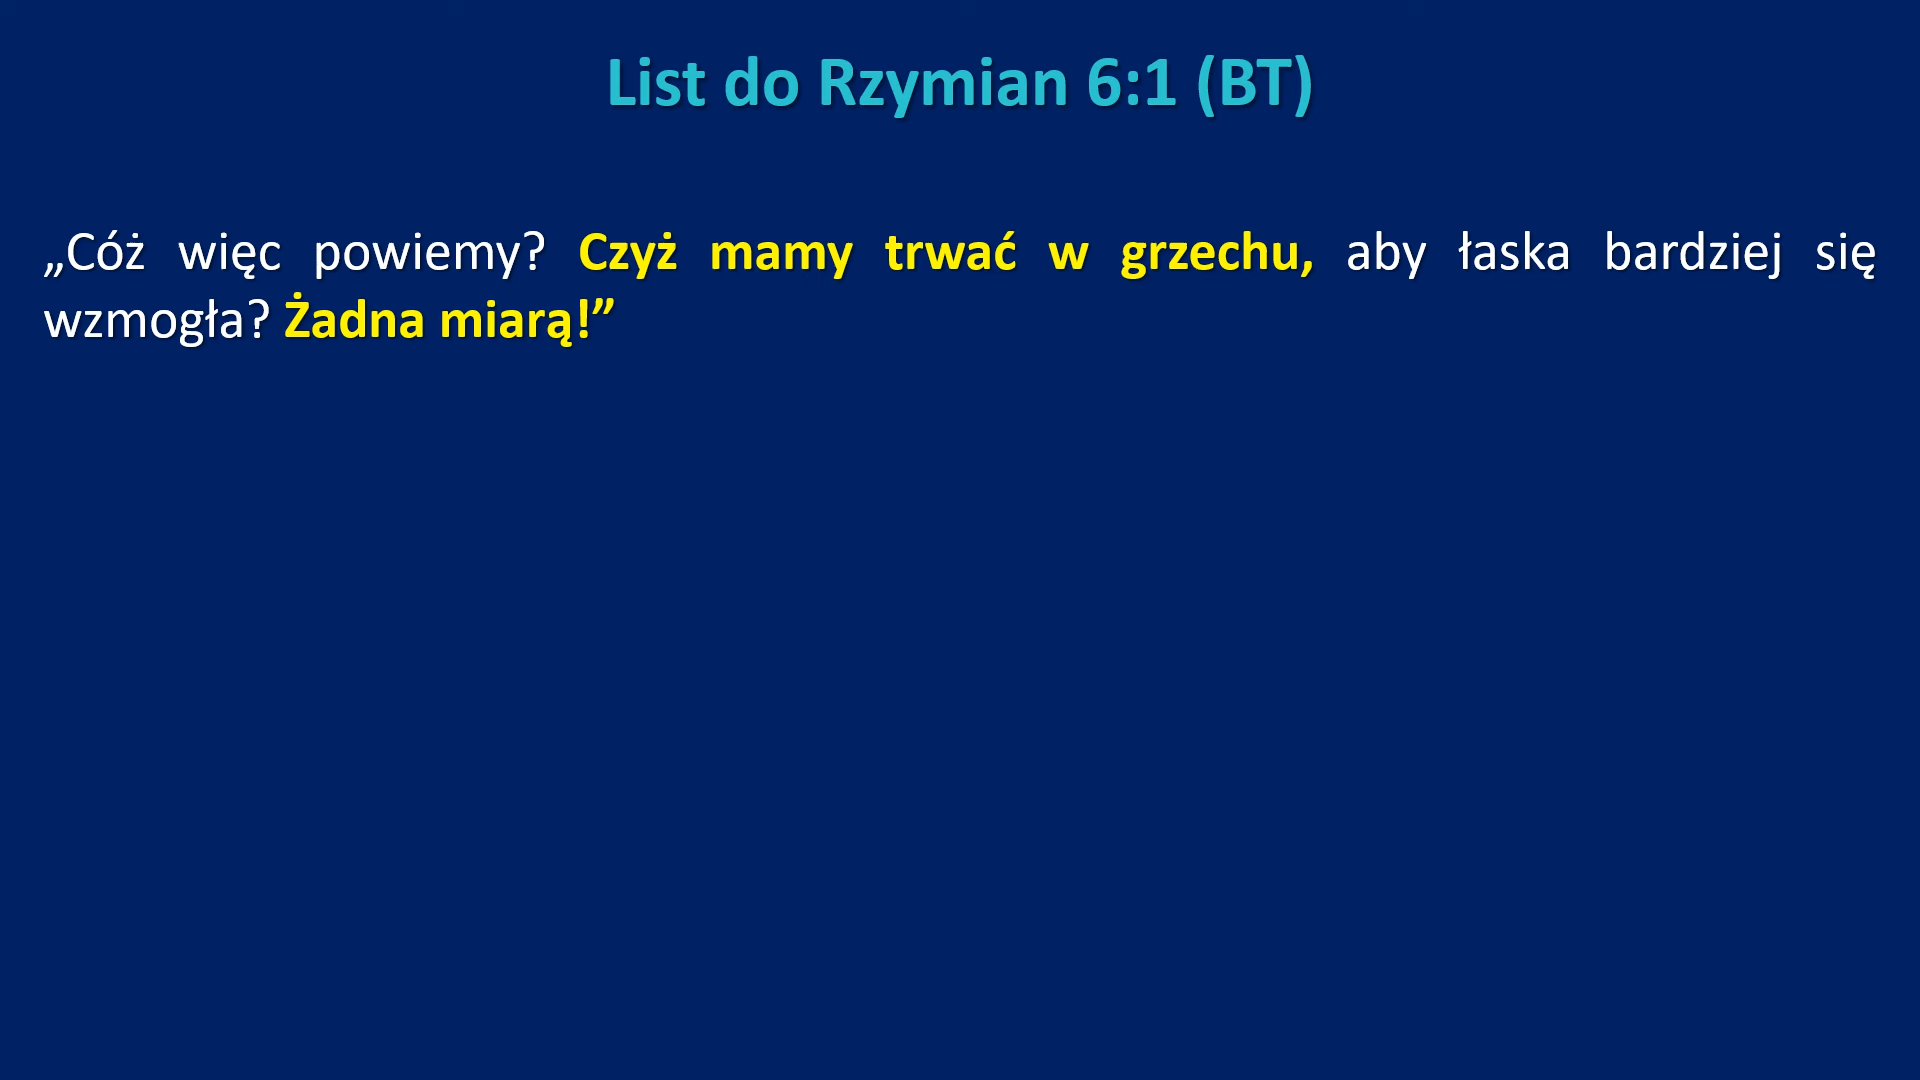 List do Rzymian 6:1 (BT)
„Cóż więc powiemy? Czyż mamy trwać w grzechu, aby łaska bardziej się
wzmogła? Żadna miarą!”